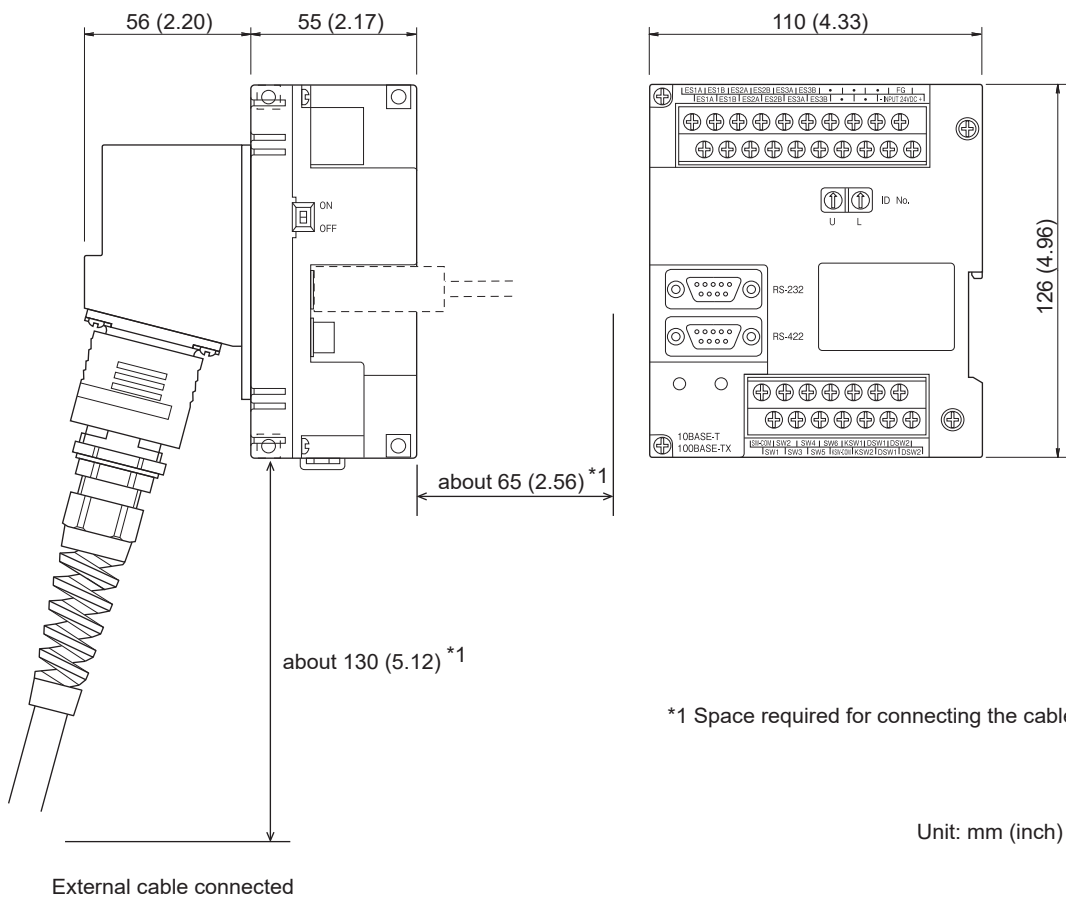 56 (2.20)
55 (2.17)
110 (4.33)
ES1A ES1B ES2A ES2B ES3A ES3B • • • FG
ES1A ES1B ES2A ES2B ES3A ES3B • • - INPUT 24VDC +
ON
OFF
ID No.
U L
126 (4.96)
RS-232
RS-422
10BASE-T
100BASE-TX
SW-COM SW2 SW4 SW6 KSW1 DSW1 DSW2
SW1 SW3 SW5 KSW2 DSW1 DSW2
about 65 (2.56) *1
about 130 (5.12) *1
*1 Space required for connecting the cable
Unit: mm (inch)
External cable connected